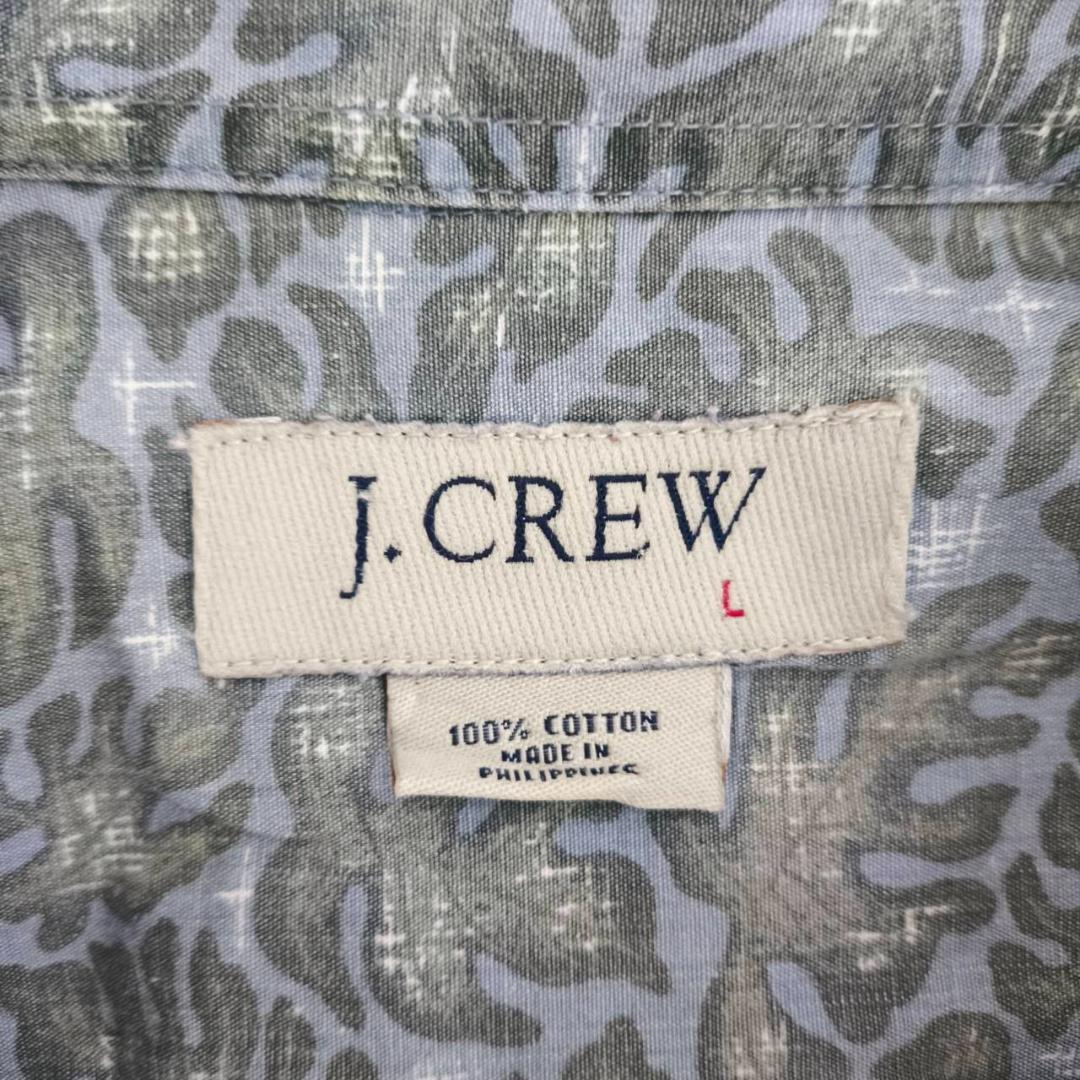 J.CREW
L
100% COTTON
MADE IN
PHILIPPINES